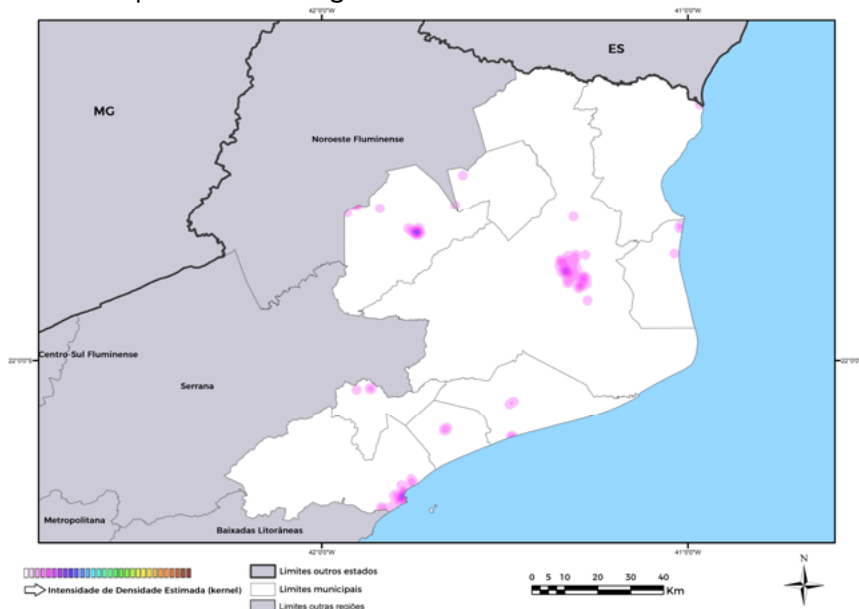 42°0'0"W
41°0'0"W
ES
MG
Noroeste Fluminense
22°0'0"S
22°0'0"S
Centro-Sul Fluminense
Serrana
Metropolitana
Baixadas Litorâneas
42°0'0"W
41°0'0"W
Intensidade de Densidade Estimada (kernel)
Limites outros estados
Limites municipais
Limites outras regiões
0 5 10 20 30 40
Km
N